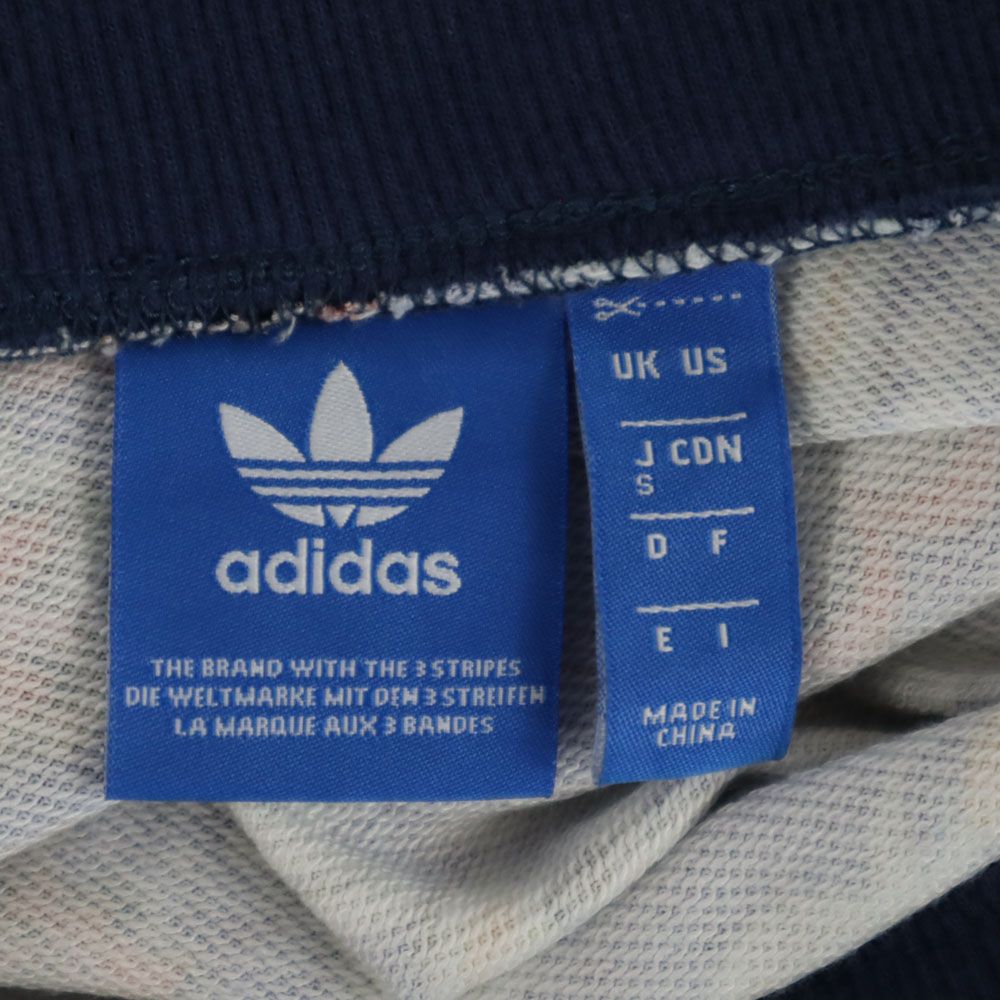 adidas
THE BRAND WITH THE 3 STRIPES
DIE WELTMARKE MIT DEN 3 STREIFEN
LA MARQUE AUX 3 BANDES
UK US
J CDN
S
D F
E I
MADE IN
CHINA